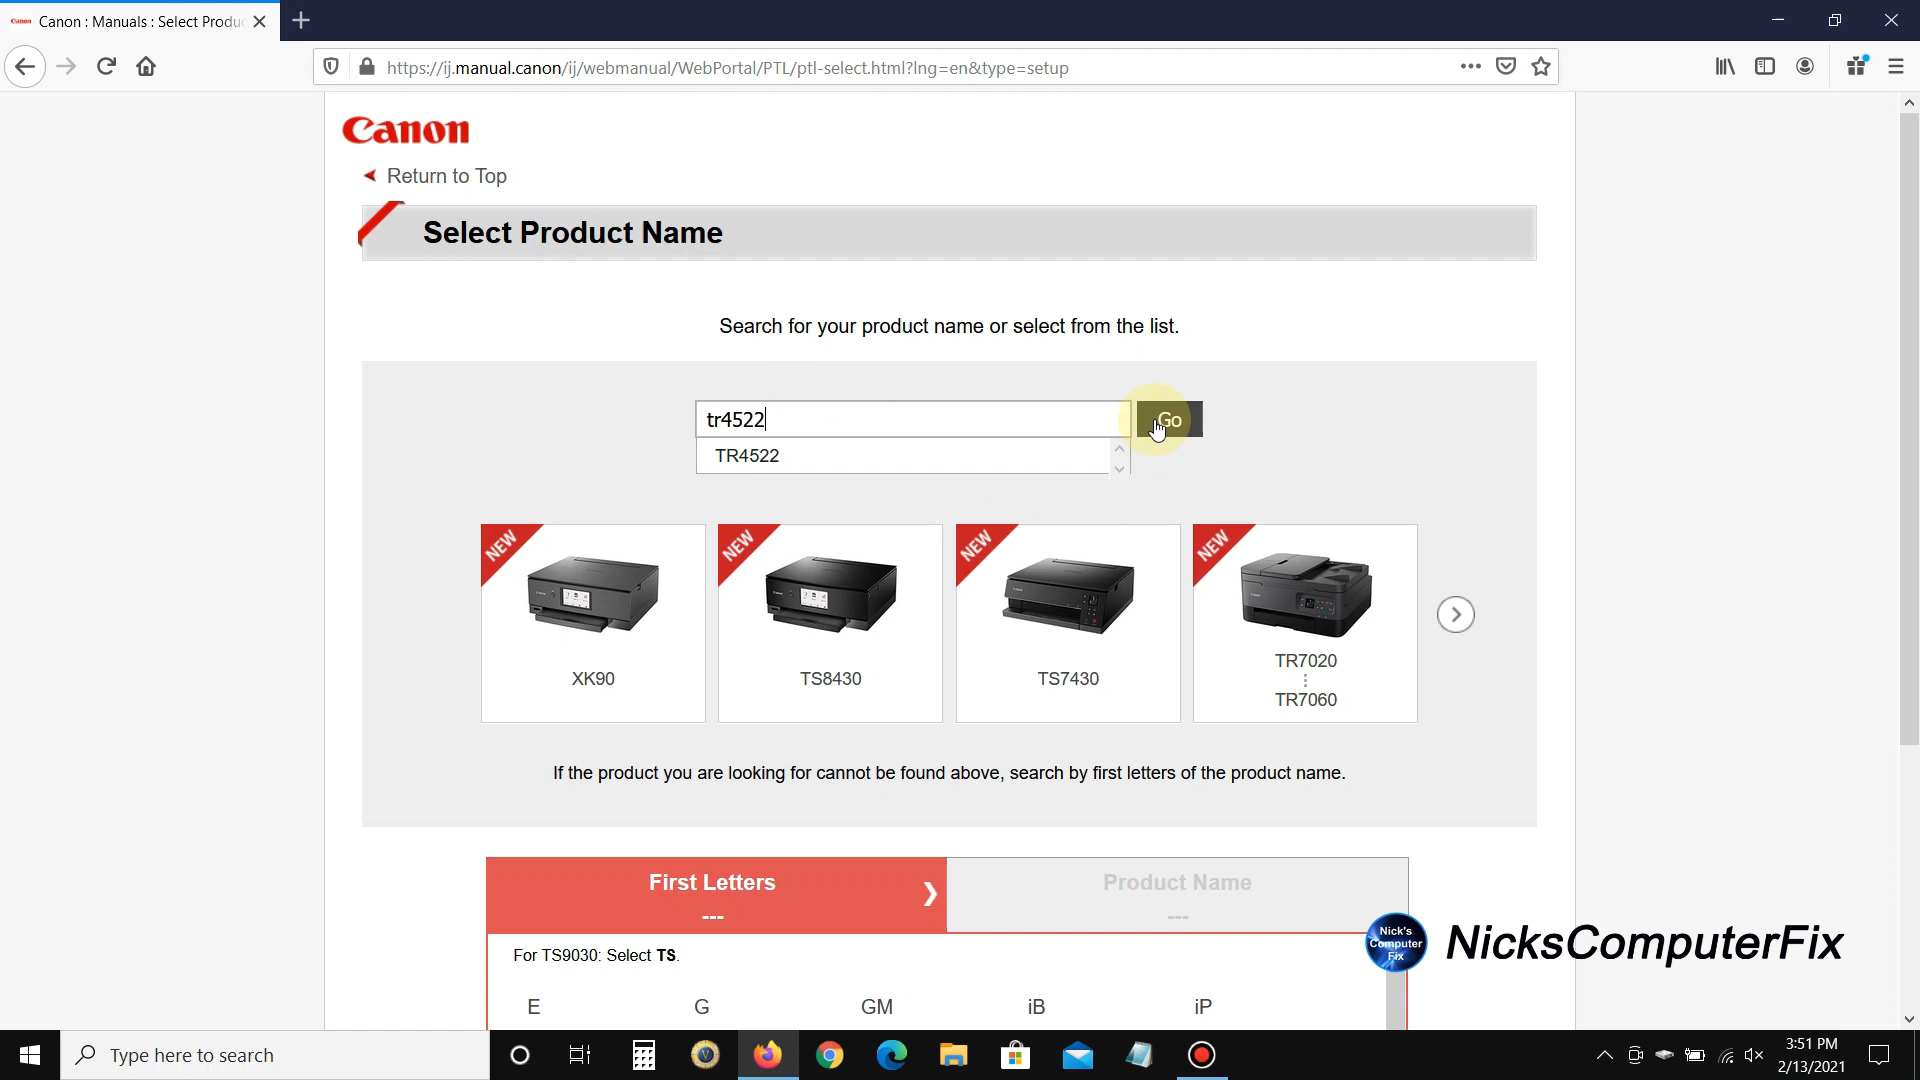 Canon Canon : Manuals : Select Produc
https://ij.manual.canon/ij/webmanual/WebPortal/PTL/ptl-select.html?lng=en&type=setup
Canon
Return to Top
Select Product Name
Search for your product name or select from the list.
tr4522 Go
TR4522
NEW NEW NEW NEW
XK90 TS8430 TS7430 TR7020
TR7060
If the product you are looking for cannot be found above, search by first letters of the product name.
First Letters Product Name
--- ---
For TS9030: Select TS.
E G GM iB iP
Nick's Computer Fix NicksComputerFix
Type here to search
3:51 PM
2/13/2021